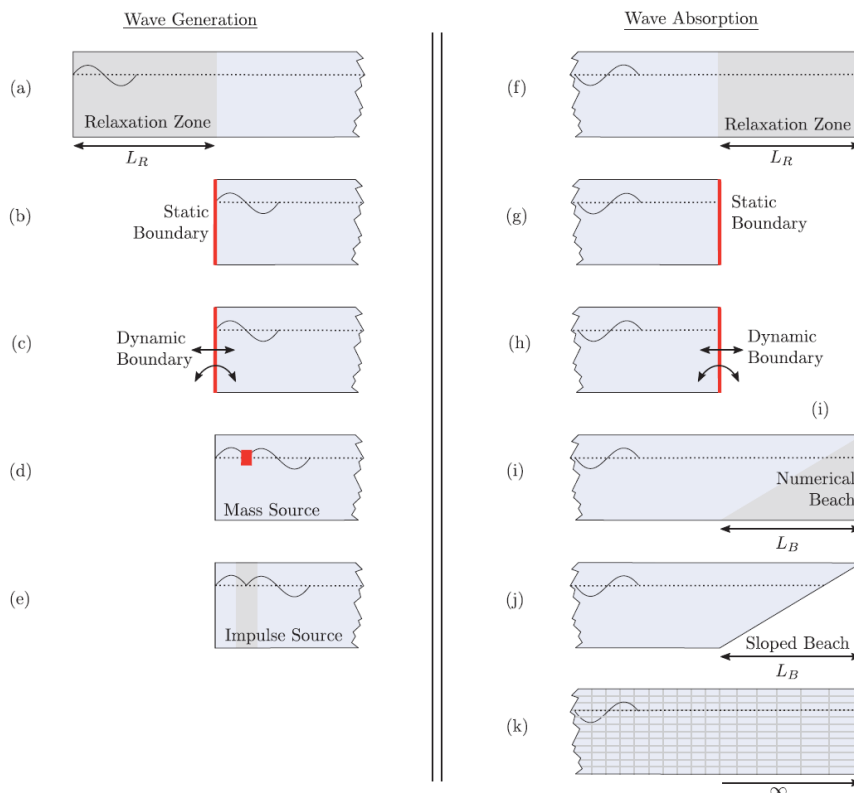 Wave Generation
(a)
Relaxation Zone
L_R
(b)
Static
Boundary
(c)
Dynamic
Boundary
(d)
Mass Source
(e)
Impulse Source
Wave Absorption
(f)
Relaxation Zone
L_R
(g)
Static
Boundary
(h)
Dynamic
Boundary
(i)
(i)
Numerical
Beach
L_B
(j)
Sloped Beach
L_B
(k)
∞